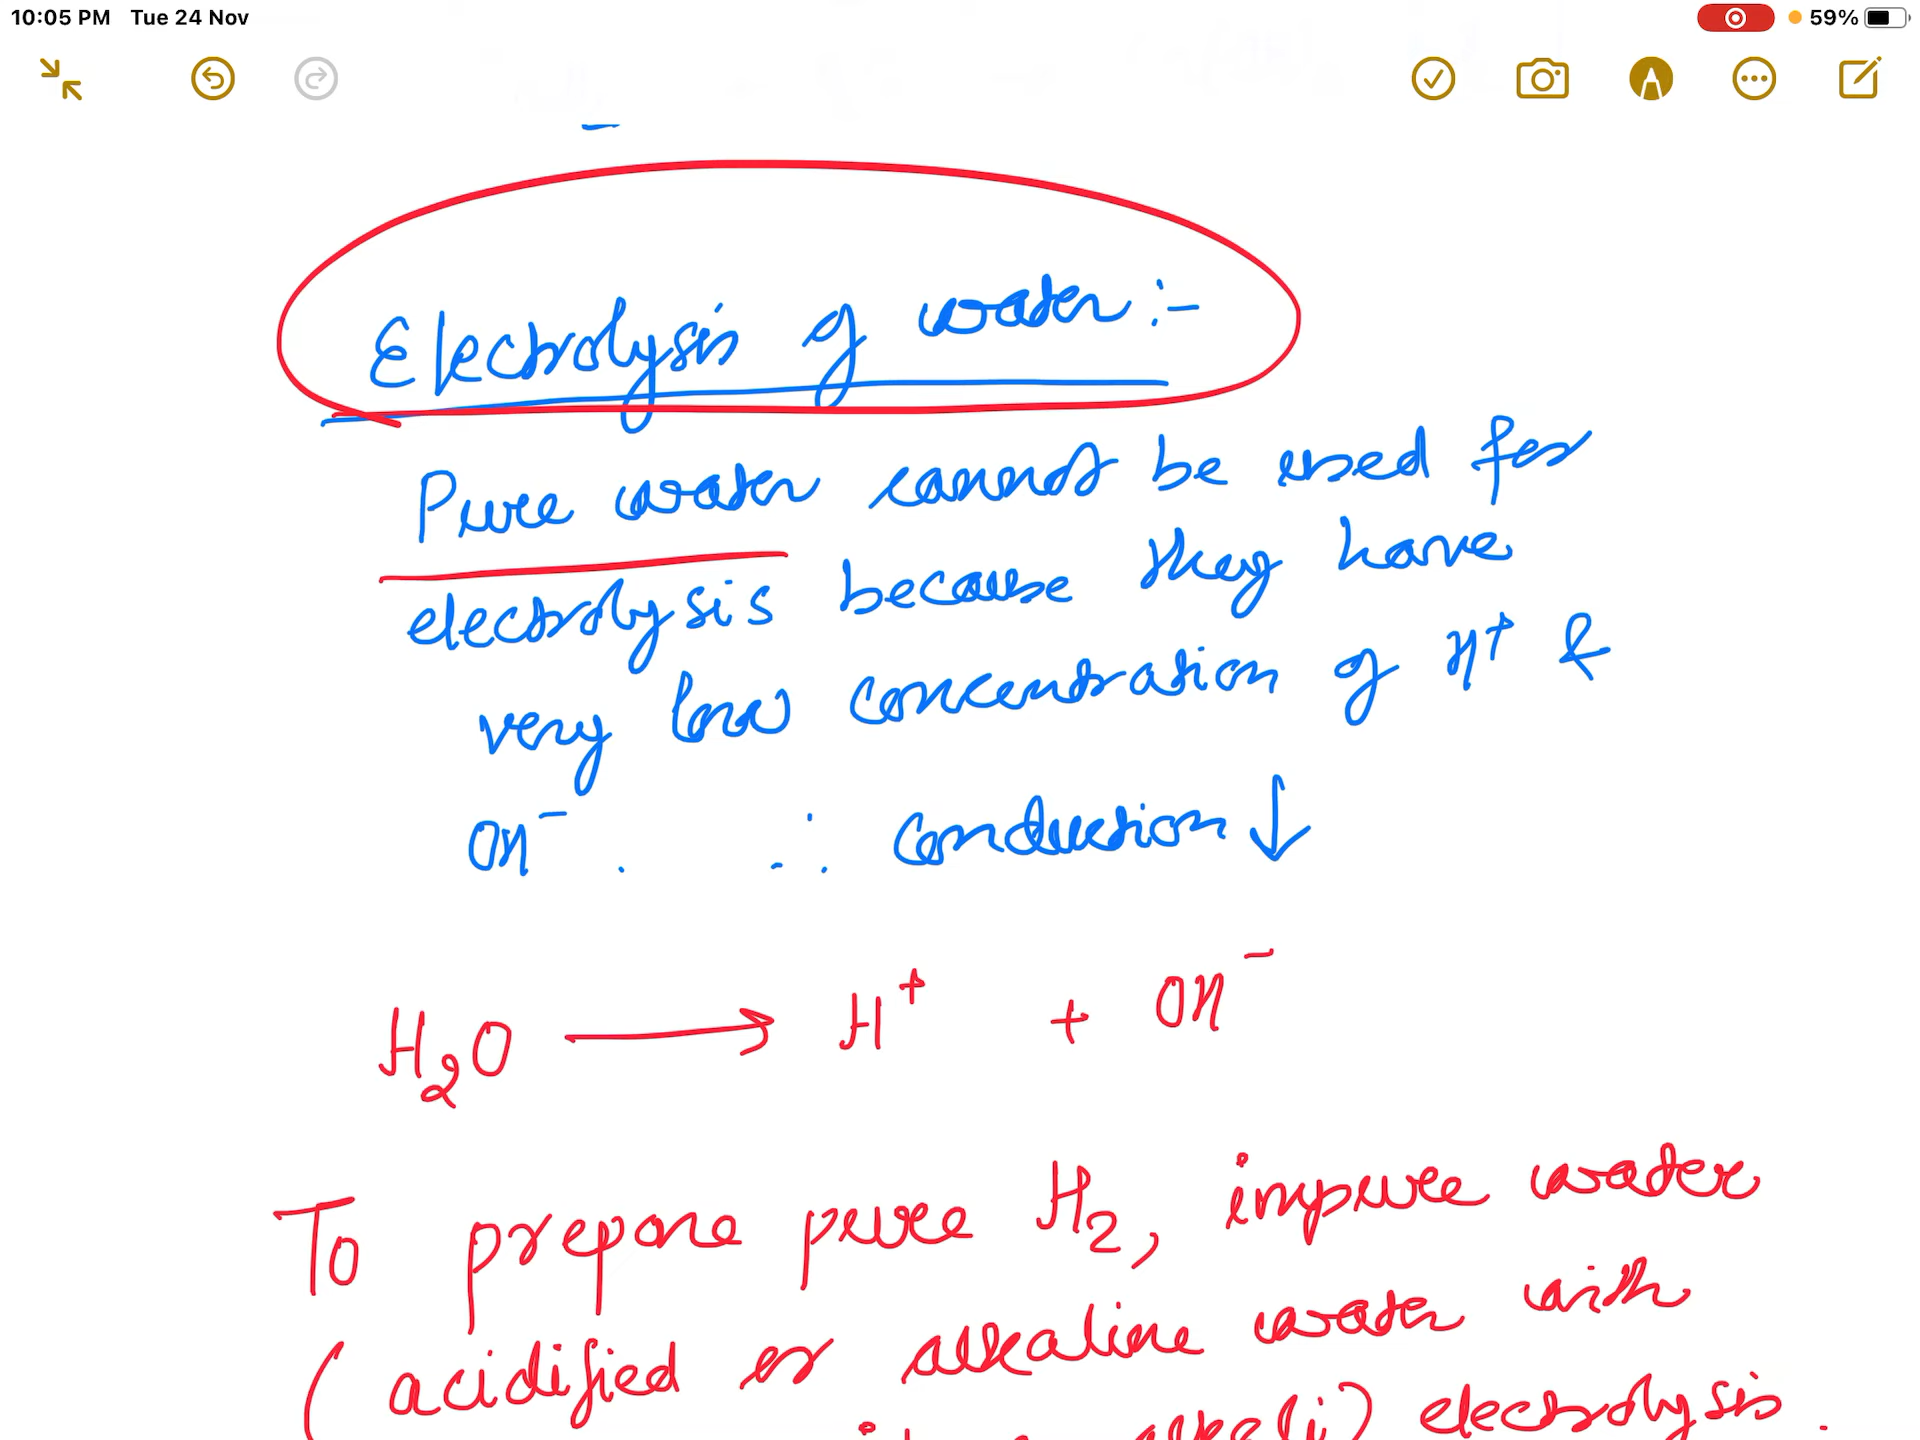 10:05 PM Tue 24 Nov
59%
Electrolysis of water :-
Pure water cannot be used for
electrolysis because they have
very low concentration of H⁺ &
OH⁻ . ∴ conduction ↓
H₂O ⟶ H⁺ + OH⁻
To prepare pure H₂, impure water
(acidified or alkaline water with
alkali) electrolysis.